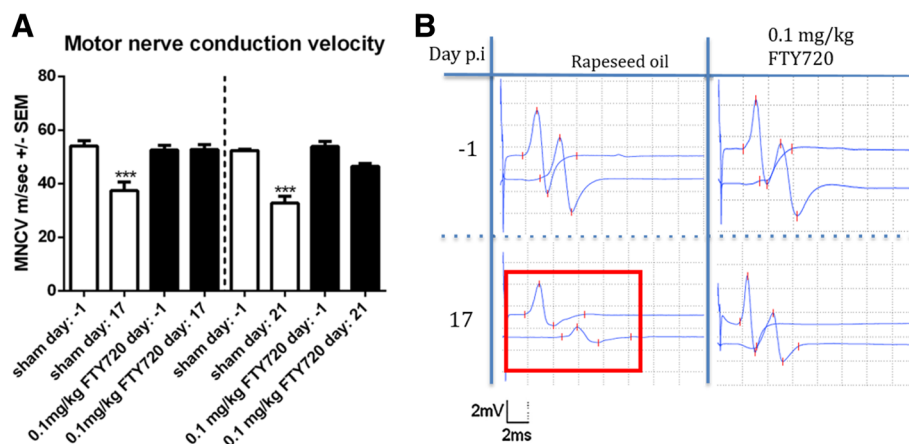 A
Motor nerve conduction velocity
MNCV m/sec +/- SEM
80
60
40
20
0
***
***
sham day: -1
sham day: 17
0.1mg/kg FTY720 day: -1
0.1mg/kg FTY720 day: 17
sham day: -1
sham day: 21
0.1 mg/kg FTY720 day: -1
0.1 mg/kg FTY720 day: 21
B
Day p.i
Rapeseed oil
0.1 mg/kg
FTY720
-1
17
2mV
2ms